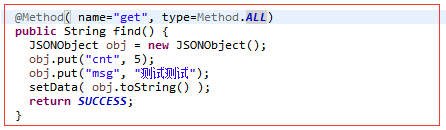 @Method( name="get", type=Method.ALL)
public String find() {
JSONObject obj = new JSONObject();
obj.put("cnt", 5);
obj.put("msg", "测试测试");
setData( obj.toString() );
return SUCCESS;
}